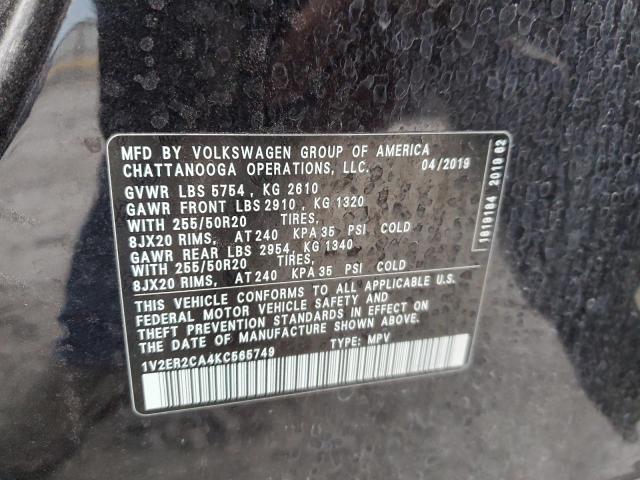 MFD BY VOLKSWAGEN GROUP OF AMERICA
CHATTANOOGA OPERATIONS, LLC. 04/2019
GVWR LBS 5754 , KG 2610
GAWR FRONT LBS 2910 , KG 1320
WITH 255/50R20 TIRES,
8JX20 RIMS, AT 240 KPA 35 PSI COLD
GAWR REAR LBS 2954, KG 1340
WITH 255/50R20 TIRES,
8JX20 RIMS, AT 240 KPA 35 PSI COLD
THIS VEHICLE CONFORMS TO ALL APPLICABLE U.S.
FEDERAL MOTOR VEHICLE SAFETY AND
THEFT PREVENTION STANDARDS IN EFFECT ON
THE DATE OF MANUFACTURE SHOWN ABOVE.
1V2ER2CA4KC565749 TYPE: MPV
1619194 2019 62